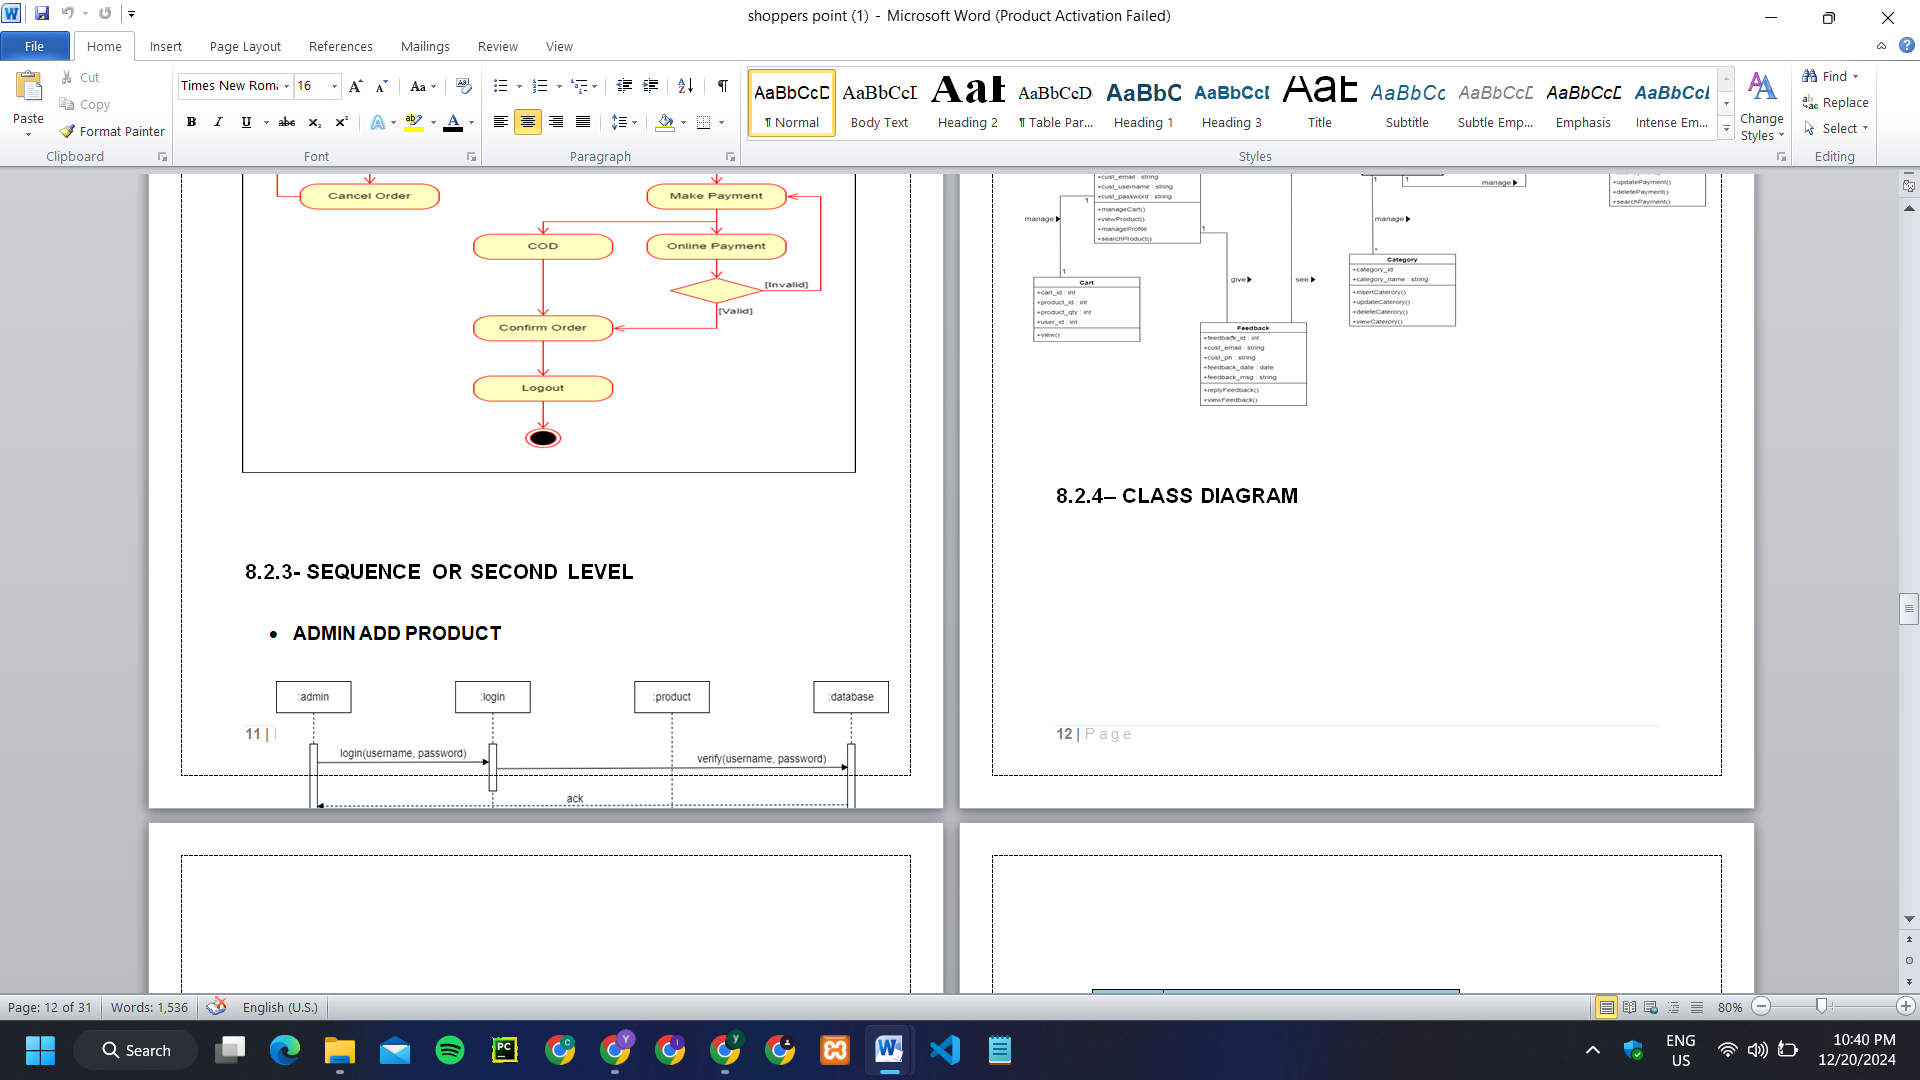 shoppers point (1) - Microsoft Word (Product Activation Failed)
File Home Insert Page Layout References Mailings Review View
Paste
Cut
Copy
Format Painter
Clipboard
Times New Roma 16
Font
Paragraph
AaBbCcD AaBbCcI AaB AaBbCcD AaBbC AaBbCcI AaB AaBbCc AaBbCcD AaBbCcD AaBbCcI
¶ Normal Body Text Heading 2 ¶ Table Par... Heading 1 Heading 3 Title Subtitle Subtle Emp... Emphasis Intense Em...
Styles
Change Styles
Find
Replace
Select
Editing
Cancel Order
Make Payment
COD
Online Payment
[Invalid]
[Valid]
Confirm Order
Logout
8.2.3- SEQUENCE OR SECOND LEVEL
• ADMIN ADD PRODUCT
:admin :login :product :database
11 |
login(username, password)
verify(username, password)
ack
+cust_email : string
+cust_username : string
+cust_password : string
+manageCart()
+viewProduct()
+manageProfile
+searchProduct()
1
manage
1
1
give
see
1
1
manage
manage
*
+updatePayment()
+deletePayment()
+searchPayment()
Cart
+cart_id : int
+product_id : int
+product_qty : int
+user_id : int
+view()
Feedback
+feedback_id : int
+cust_email : string
+cust_ph : string
+feedback_date : date
+feedback_msg : string
+replyFeedback()
+viewFeedback()
Category
+category_id
+category_name : string
+insertCaterory()
+updateCaterory()
+deleteCaterory()
+viewCaterory()
8.2.4– CLASS DIAGRAM
12 | Page
Page: 12 of 31 Words: 1,536 English (U.S.) 80%
Search
ENG
US
10:40 PM
12/20/2024